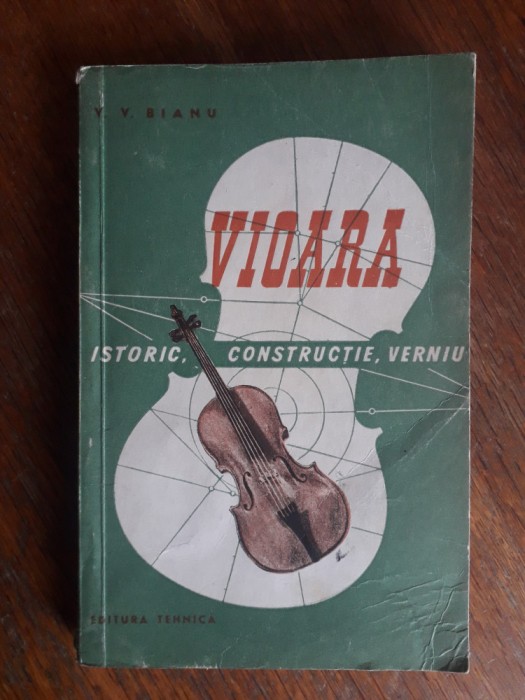 V. V. BIANU
VIOARA
ISTORIC, CONSTRUCȚIE, VERNIU
EDITURA TEHNICA